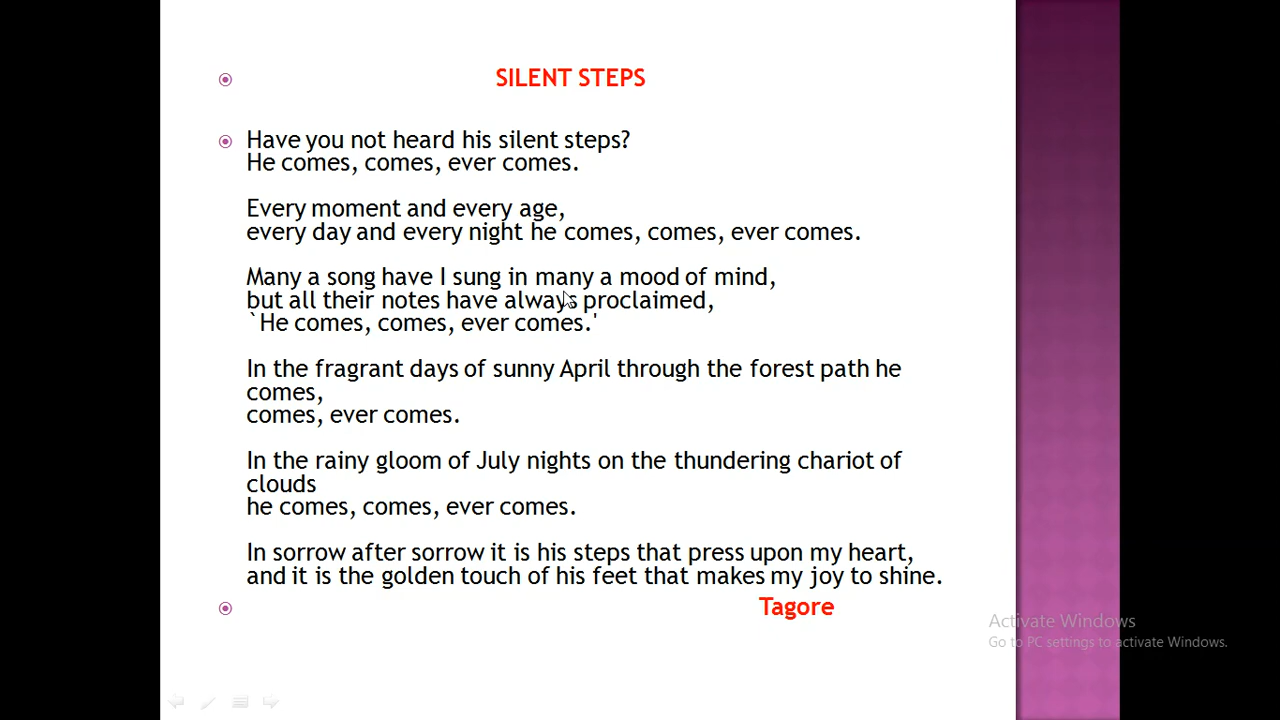 SILENT STEPS
Have you not heard his silent steps?
He comes, comes, ever comes.
Every moment and every age,
every day and every night he comes, comes, ever comes.
Many a song have I sung in many a mood of mind,
but all their notes have always proclaimed,
`He comes, comes, ever comes.'
In the fragrant days of sunny April through the forest path he
comes,
comes, ever comes.
In the rainy gloom of July nights on the thundering chariot of
clouds
he comes, comes, ever comes.
In sorrow after sorrow it is his steps that press upon my heart,
and it is the golden touch of his feet that makes my joy to shine.
Tagore
Activate Windows
Go to PC settings to activate Windows.